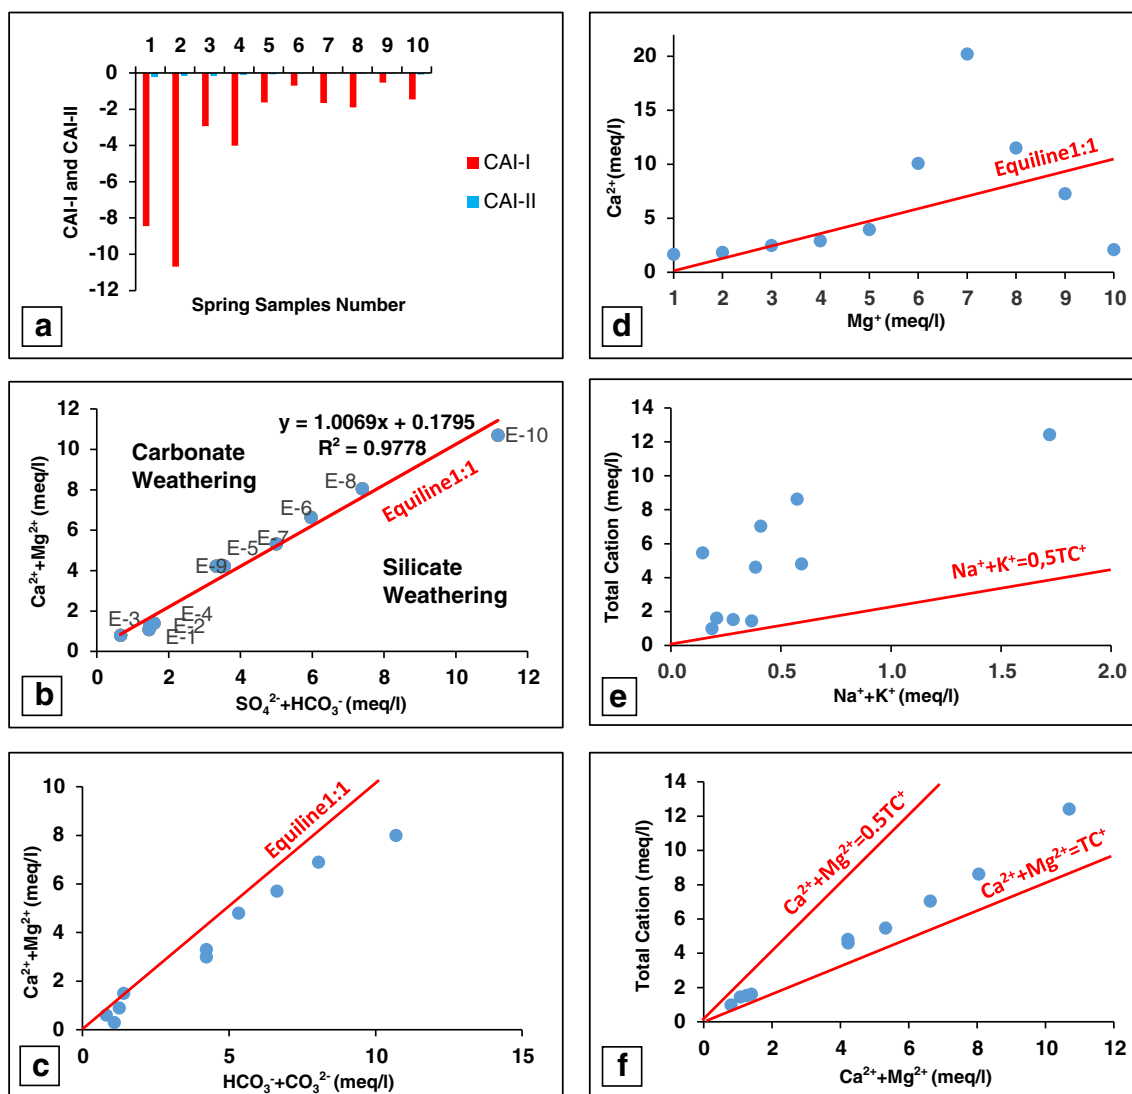 1 2 3 4 5 6 7 8 9 10
0
-2
-4
-6
-8
-10
-12
CAI-I and CAI-II
CAI-I
CAI-II
Spring Samples Number
a
20
15
10
5
0
Ca²⁺(meq/l)
Equiline1:1
1 2 3 4 5 6 7 8 9 10
Mg⁺ (meq/l)
d
12
10
8
6
4
2
0
Ca²⁺+Mg²⁺ (meq/l)
y = 1.0069x + 0.1795
R² = 0.9778
Carbonate
Weathering
E-10
Equiline1:1
E-8
E-6
E-7
E-5
E-9
Silicate
Weathering
E-3
E-4
E-2
E-1
0 2 4 6 8 10 12
SO₄²⁻+HCO₃⁻ (meq/l)
b
14
12
10
8
6
4
2
0
Total Cation (meq/l)
Na⁺+K⁺=0,5TC⁺
0.0 0.5 1.0 1.5 2.0
Na⁺+K⁺ (meq/l)
e
10
8
6
4
2
0
Ca²⁺+Mg²⁺ (meq/l)
Equiline1:1
0 5 10 15
HCO₃⁻+CO₃²⁻ (meq/l)
c
14
12
10
8
6
4
2
0
Total Cation (meq/l)
Ca²⁺+Mg²⁺=0.5TC⁺
Ca²⁺+Mg²⁺=TC⁺
0 2 4 6 8 10 12
Ca²⁺+Mg²⁺ (meq/l)
f